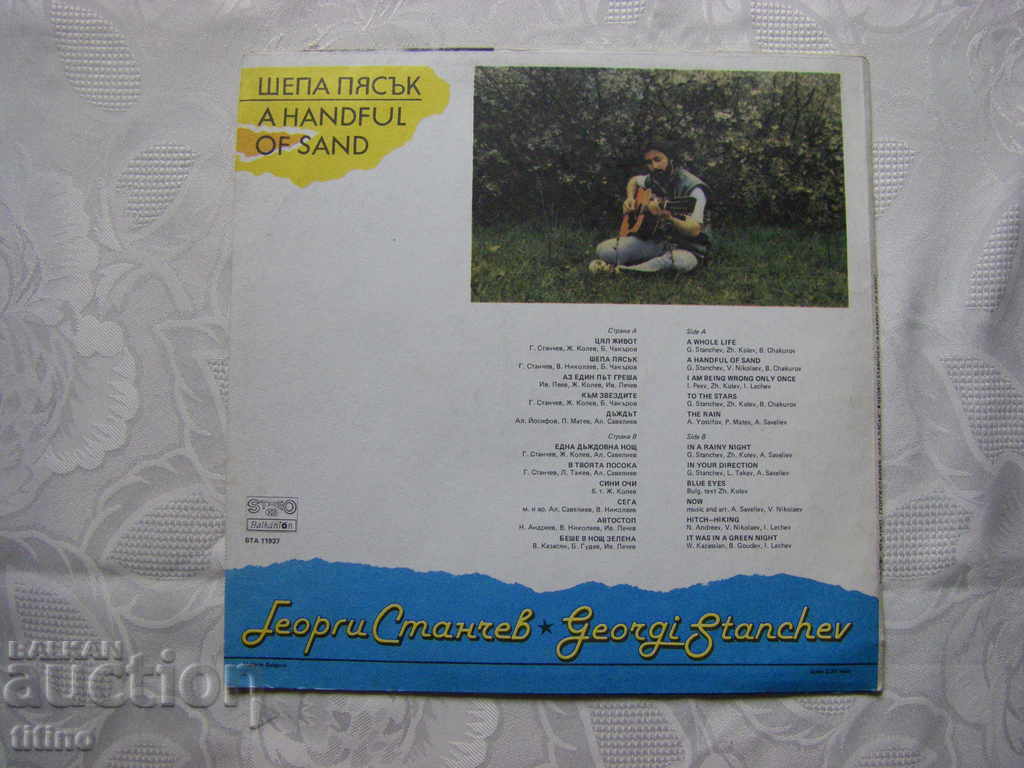 ШЕПА ПЯСЪК
A HANDFUL
OF SAND
Страна А
ЦЯЛ ЖИВОТ
Г. Станчев, Ж. Колев, Б. Чакъров
ШЕПА ПЯСЪК
Г. Станчев, В. Николаев, Б. Чакъров
АЗ ЕДИН ПЪТ ГРЕША
Ив. Пеев, Ж. Колев, Ив. Лечев
КЪМ ЗВЕЗДИТЕ
Г. Станчев, Ж. Колев, Б. Чакъров
ДЪЖДЪТ
Ал. Йосифов, П. Матев, Ал. Савелиев
Страна В
ЕДНА ДЪЖДОВНА НОЩ
Г. Станчев, Ж. Колев, Ал. Савелиев
В ТВОЯТА ПОСОКА
Г. Станчев, Л. Такев, Ал. Савелиев
СИНИ ОЧИ
б. т. Ж. Колев
СЕГА
м. и ар. Ал. Савелиев, В. Николаев
АВТОСТОП
Н. Андреев, В. Николаев, Ив. Лечев
БЕШЕ В НОЩ ЗЕЛЕНА
В. Казасян, Б. Гудев, Ив. Лечев
Side A
A WHOLE LIFE
G. Stanchev, Zh. Kolev, B. Chakurov
A HANDFUL OF SAND
G. Stanchev, V. Nikolaev, B. Chakurov
I AM BEING WRONG ONLY ONCE
I. Peev, Zh. Kolev, I. Lechev
TO THE STARS
G. Stanchev, Zh. Kolev, B. Chakurov
THE RAIN
A. Yosifov, P. Matev, A. Saveliev
Side B
IN A RAINY NIGHT
G. Stanchev, Zh. Kolev, A. Saveliev
IN YOUR DIRECTION
G. Stanchev, L. Takev, A. Saveliev
BLUE EYES
Bulg. text Zh. Kolev
NOW
music and arr. A. Saveliev, V. Nikolaev
HITCH-HIKING
N. Andreev, V. Nikolaev, I. Lechev
IT WAS IN A GREEN NIGHT
W. Kazassian, B. Goudev, I. Lechev
STEREO
Balkanton
ВТА 11937
Георги Станчев ★ Georgi Stanchev
BALKAN
auction
titino